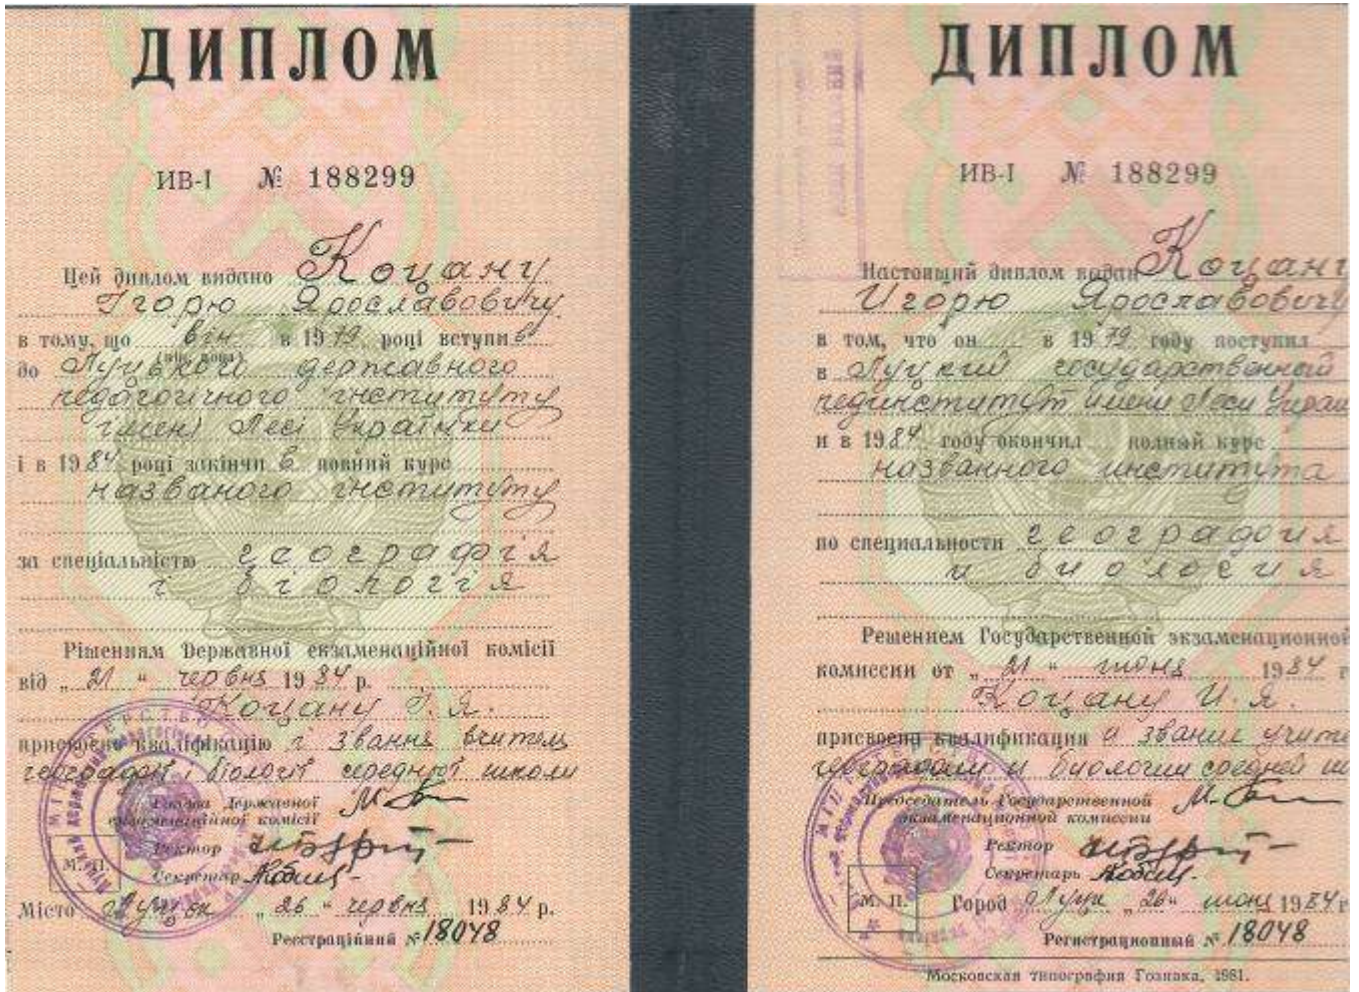 ДИПЛОМ
ИВ-I № 188299
Цей диплом видано Коцану
Ігорю Ярославовичу
в тому, що він в 1979 році вступив
(він, вона)
до Луцького державного
педагогічного інституту
імені Лесі Українки
і в 1984 році закінчив повний курс
названого інституту
за спеціальністю географія
і біологія
Рішенням Державної екзаменаційної комісії
від „21“ червня 1984 р.
Коцану І. Я.
присвоєно кваліфікацію і звання вчитель
географії і біології середньої школи
Голова Державної
екзаменаційної комісії
Ректор
Секретар
М. П.
Місто Луцьк „26“ червня 1984 р.
Реєстраційний № 18048
ДИПЛОМ
ИВ-I № 188299
Настоящий диплом выдан Коцану
Игорю Ярославовичу
в том, что он в 1979 году поступил
в Луцкий государственный
пединститут имени Леси Украи
и в 1984 году окончил полный курс
названного института
по специальности география
и биология
Решением Государственной экзаменационной
комиссии от „21“ июня 1984 г
Коцану И. Я.
присвоена квалификация и звание учите
географии и биологии средней ш
Председатель Государственной
экзаменационной комиссии
Ректор
Секретарь
М. П.
Город Луцк „26“ июня 1984 г
Регистрационный № 18048
Московская типография Гознака, 1981.